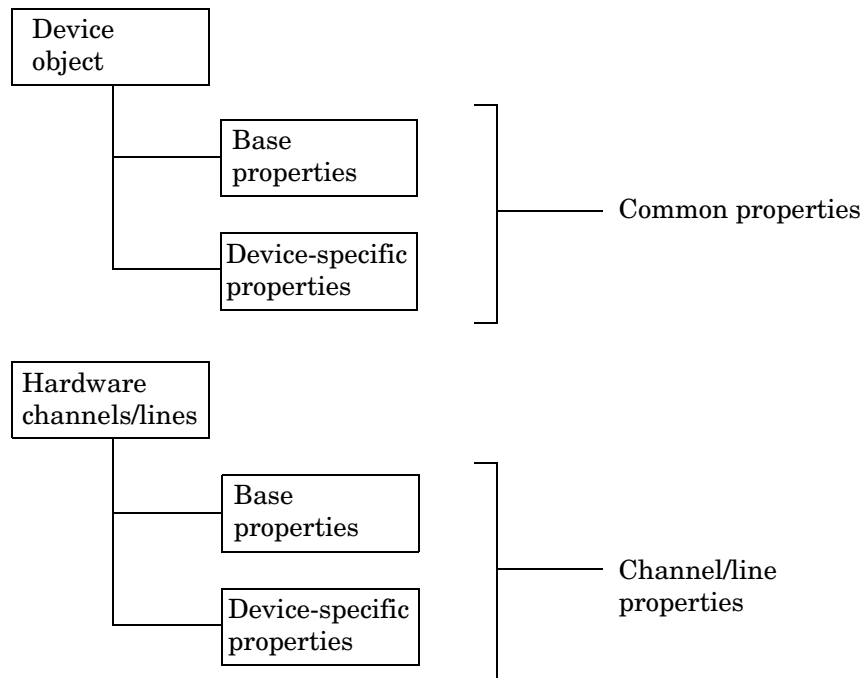 Device
object
Base
properties
Common properties
Device-specific
properties
Hardware
channels/lines
Base
properties
Channel/line
properties
Device-specific
properties